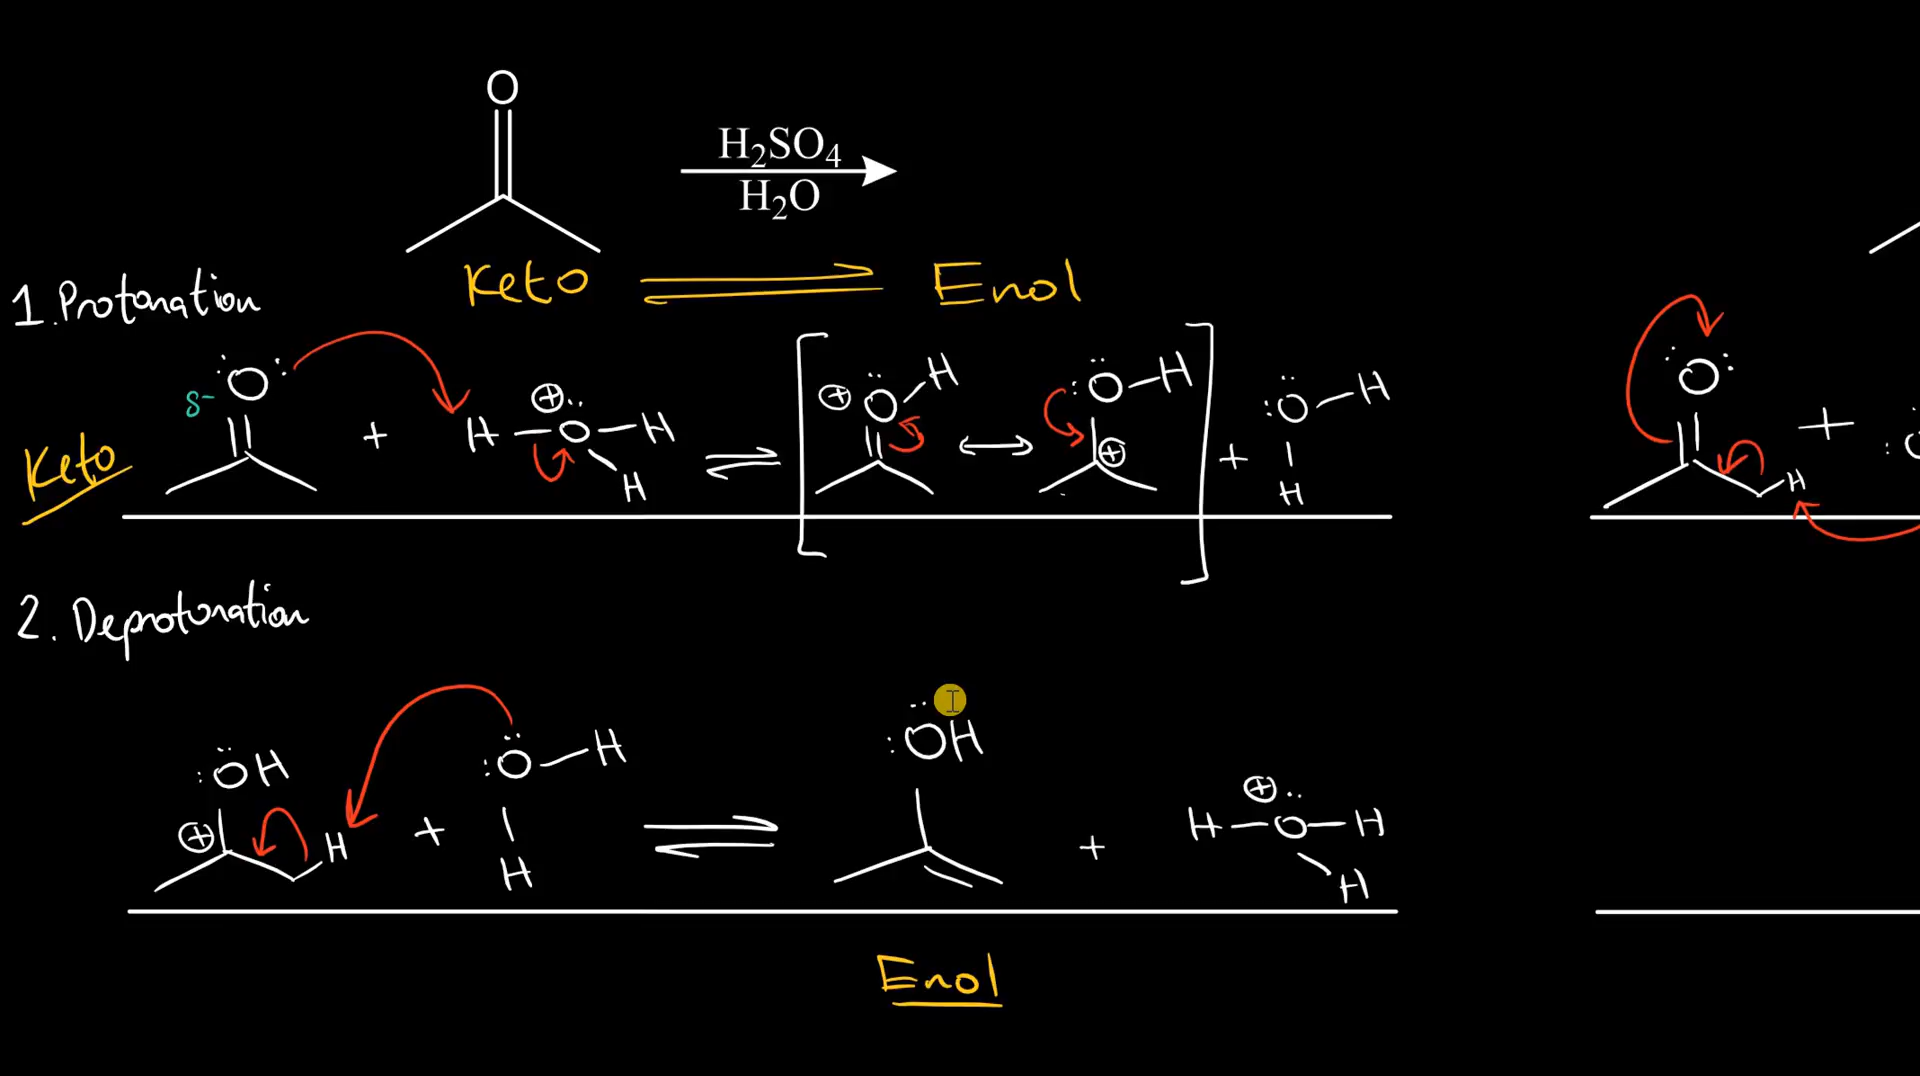 O
H₂SO₄
H₂O
Keto ⇌ Enol
1. Protonation
Keto
δ- :O: + H-O-H ⊕ H ⇌ [⊕ O H ↔ :O-H ⊕] + :O-H H
:O: H + :O
2. Deprotonation
:OH ⊕ H + :O-H H ⇌ :OH + H-O-H ⊕ H
Enol